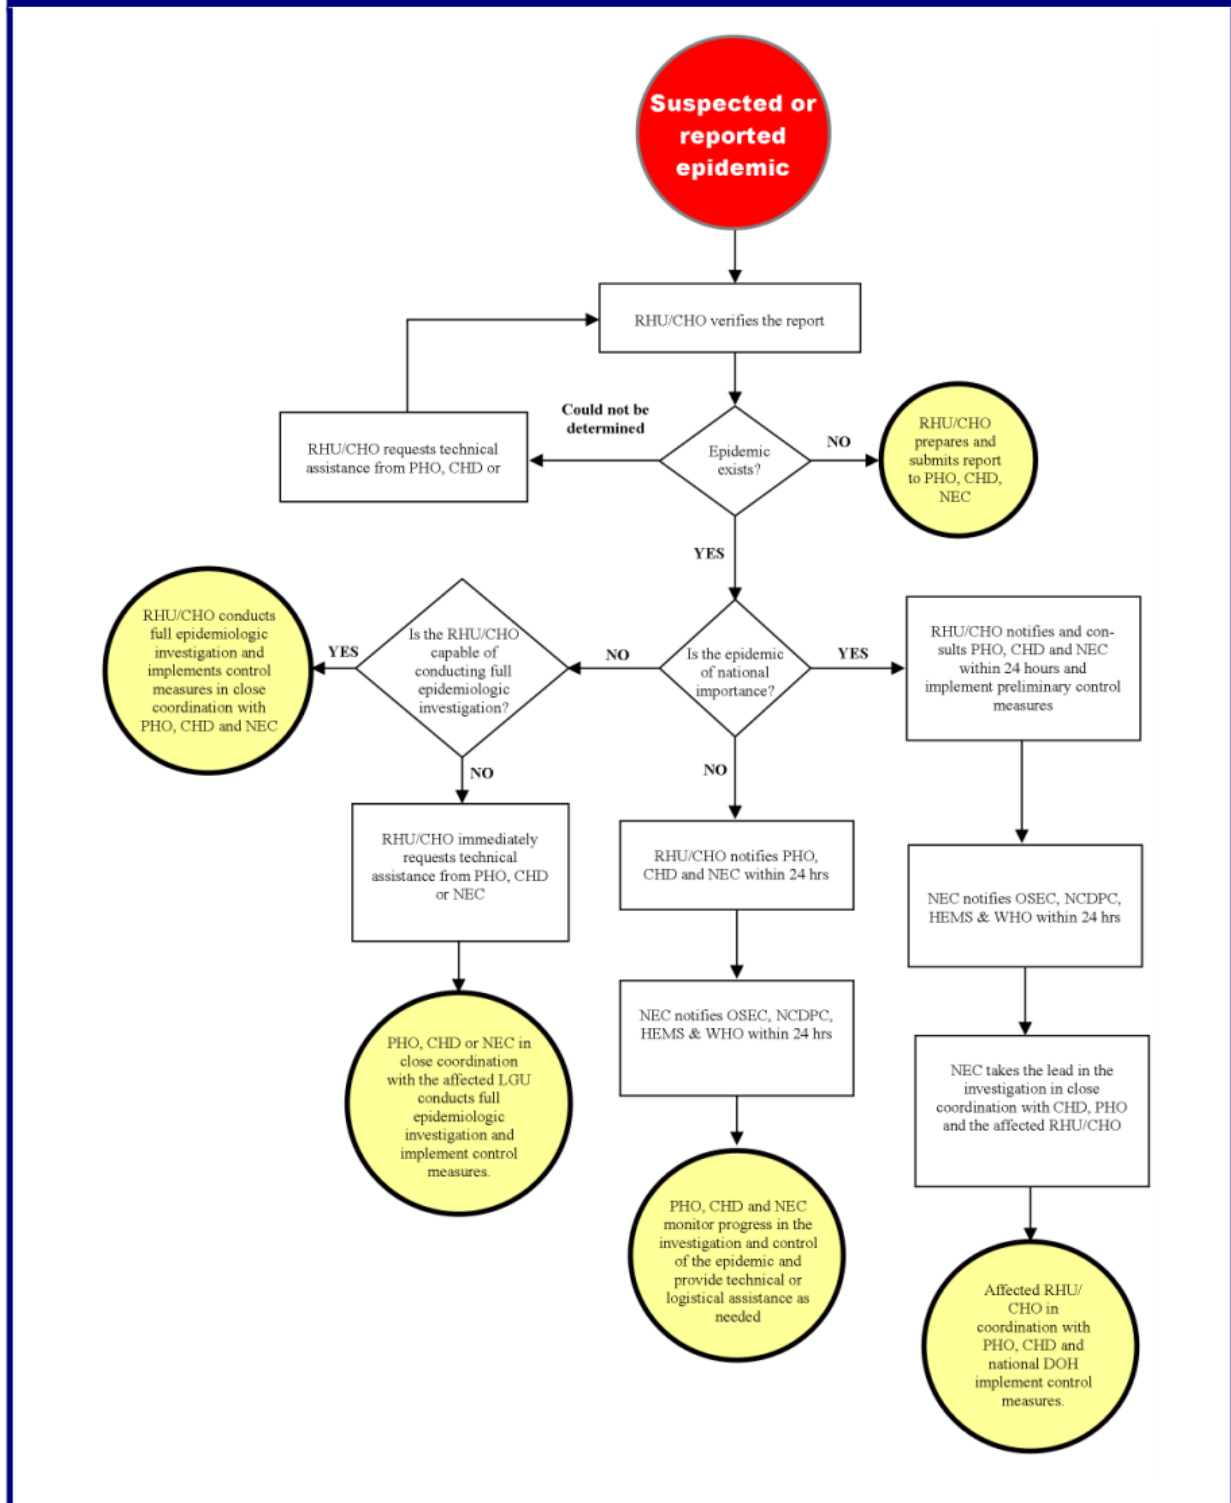 Suspected or
reported
epidemic
RHU/CHO verifies the report
Could not be
determined
RHU/CHO requests technical
assistance from PHO, CHD or
Epidemic
exists?
NO
RHU/CHO
prepares and
submits report
to PHO, CHD,
NEC
YES
RHU/CHO conducts
full epidemiologic
investigation and
implements control
measures in close
coordination with
PHO, CHD and NEC
YES
Is the RHU/CHO
capable of
conducting full
epidemiologic
investigation?
NO
Is the epidemic
of national
importance?
YES
RHU/CHO notifies and con-
sults PHO, CHD and NEC
within 24 hours and
implement preliminary control
measures
NO
NO
RHU/CHO immediately
requests technical
assistance from PHO, CHD
or NEC
RHU/CHO notifies PHO,
CHD and NEC within 24 hrs
NEC notifies OSEC, NCDPC,
HEMS & WHO within 24 hrs
PHO, CHD or NEC in
close coordination
with the affected LGU
conducts full
epidemiologic
investigation and
implement control
measures.
NEC notifies OSEC, NCDPC,
HEMS & WHO within 24 hrs
NEC takes the lead in the
investigation in close
coordination with CHD, PHO
and the affected RHU/CHO
PHO, CHD and NEC
monitor progress in the
investigation and control
of the epidemic and
provide technical or
logistical assistance as
needed
Affected RHU/
CHO in
coordination with
PHO, CHD and
national DOH
implement control
measures.